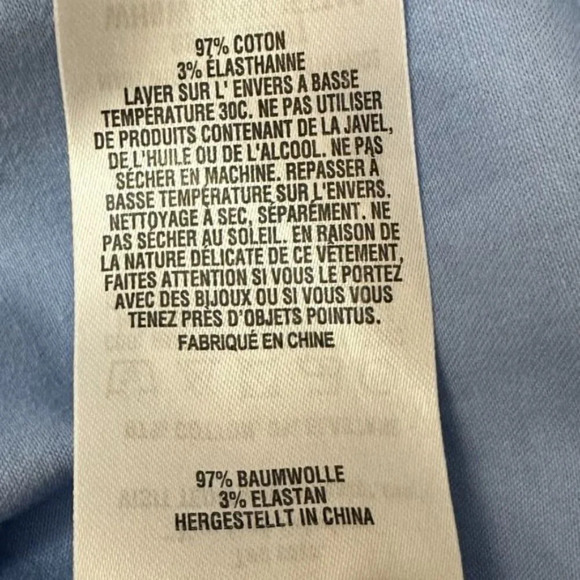 97% COTON
3% ÉLASTHANNE
LAVER SUR L' ENVERS A BASSE
TEMPÉRATURE 30C. NE PAS UTILISER
DE PRODUITS CONTENANT DE LA JAVEL,
DE L'HUILE OU DE L'ALCOOL. NE PAS
SÉCHER EN MACHINE. REPASSER À
BASSE TEMPÉRATURE SUR L'ENVERS.
NETTOYAGE À SEC, SÉPARÉMENT. NE
PAS SÉCHER AU SOLEIL. EN RAISON DE
LA NATURE DÉLICATE DE CE VÊTEMENT,
FAITES ATTENTION SI VOUS LE PORTEZ
AVEC DES BIJOUX OU SI VOUS VOUS
TENEZ PRÈS D'OBJETS POINTUS.
FABRIQUÉ EN CHINE
97% BAUMWOLLE
3% ELASTAN
HERGESTELLT IN CHINA